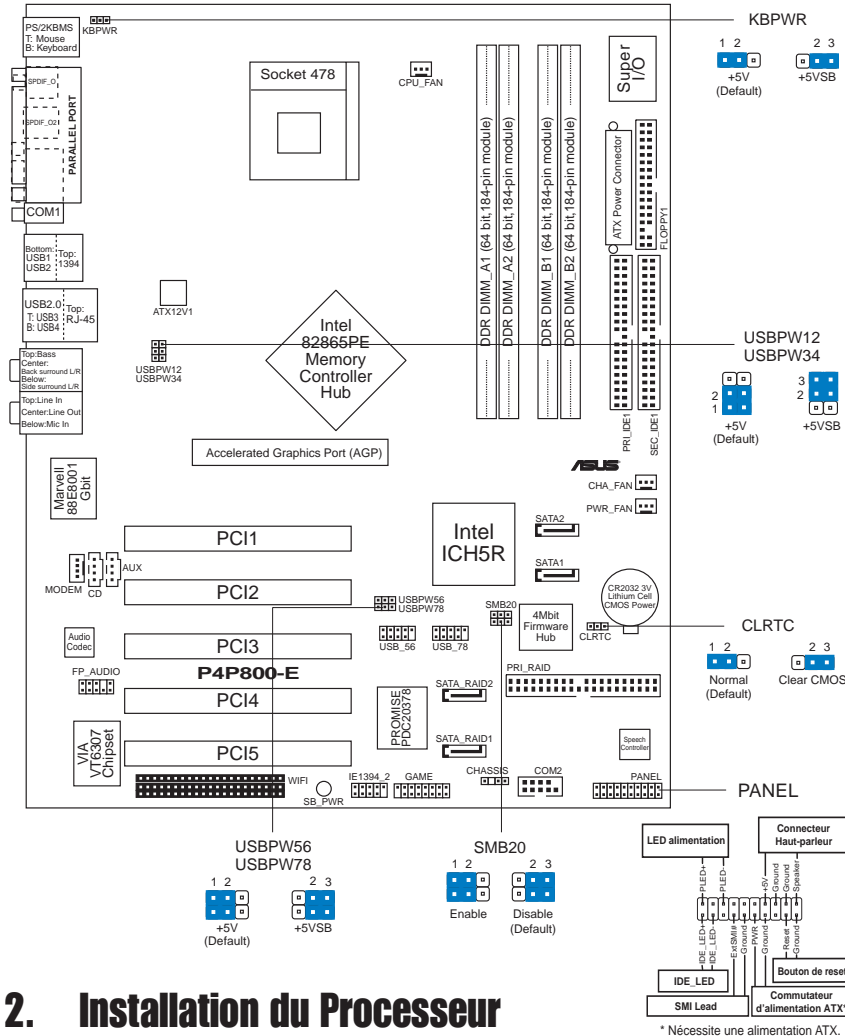 PS/2KBMS
T: Mouse
B: Keyboard
KBPWR
KBPWR
1 2
2 3
+5V
(Default)
+5VSB
SPDIF_O
SPDIF_O2
PARALLEL PORT
COM1
Socket 478
CPU_FAN
Super
I/O
DDR DIMM_A1 (64 bit,184-pin module)
DDR DIMM_A2 (64 bit,184-pin module)
DDR DIMM_B1 (64 bit,184-pin module)
DDR DIMM_B2 (64 bit,184-pin module)
ATX Power Connector
FLOPPY1
Bottom:
USB1
USB2
Top:
1394
USB2.0
T: USB3
B: USB4
Top:
RJ-45
ATX12V1
Top:Bass
Center:
Back surround L/R
Below:
Side surround L/R
Top:Line In
Center:Line Out
Below:Mic In
USBPW12
USBPW34
Intel
82865PE
Memory
Controller
Hub
USBPW12
USBPW34
2
1
3
2
+5V
(Default)
+5VSB
PRI_IDE1
SEC_IDE1
Accelerated Graphics Port (AGP)
ASUS
CHA_FAN
PWR_FAN
Marvell
88E8001
Gbit
PCI1
Intel
ICH5R
SATA2
SATA1
MODEM
CD
AUX
PCI2
USBPW56
USBPW78
SMB20
4Mbit
Firmware
Hub
CR2032 3V
Lithium Cell
CMOS Power
CLRTC
CLRTC
1 2
2 3
Normal
(Default)
Clear CMOS
Audio
Codec
PCI3
USB_56
USB_78
P4P800-E
PRI_RAID
FP_AUDIO
PCI4
PROMISE
PDC20378
SATA_RAID2
SATA_RAID1
VIA
VT6307
Chipset
PCI5
Speech
Controller
WIFI
SB_PWR
IE1394_2
GAME
CHASSIS
COM2
PANEL
PANEL
USBPW56
USBPW78
1 2
2 3
+5V
(Default)
+5VSB
SMB20
1 2
2 3
Enable
Disable
(Default)
LED alimentation
Connecteur
Haut-parleur
PLED+
PLED-
+5V
Ground
Ground
Speaker
IDE_LED+
IDE_LED-
ExtSMI#
Ground
PWR
Ground
Reset
Ground
IDE_LED
Bouton de reset
SMI Lead
Commutateur
d'alimentation ATX*
* Nécessite une alimentation ATX.
2. Installation du Processeur